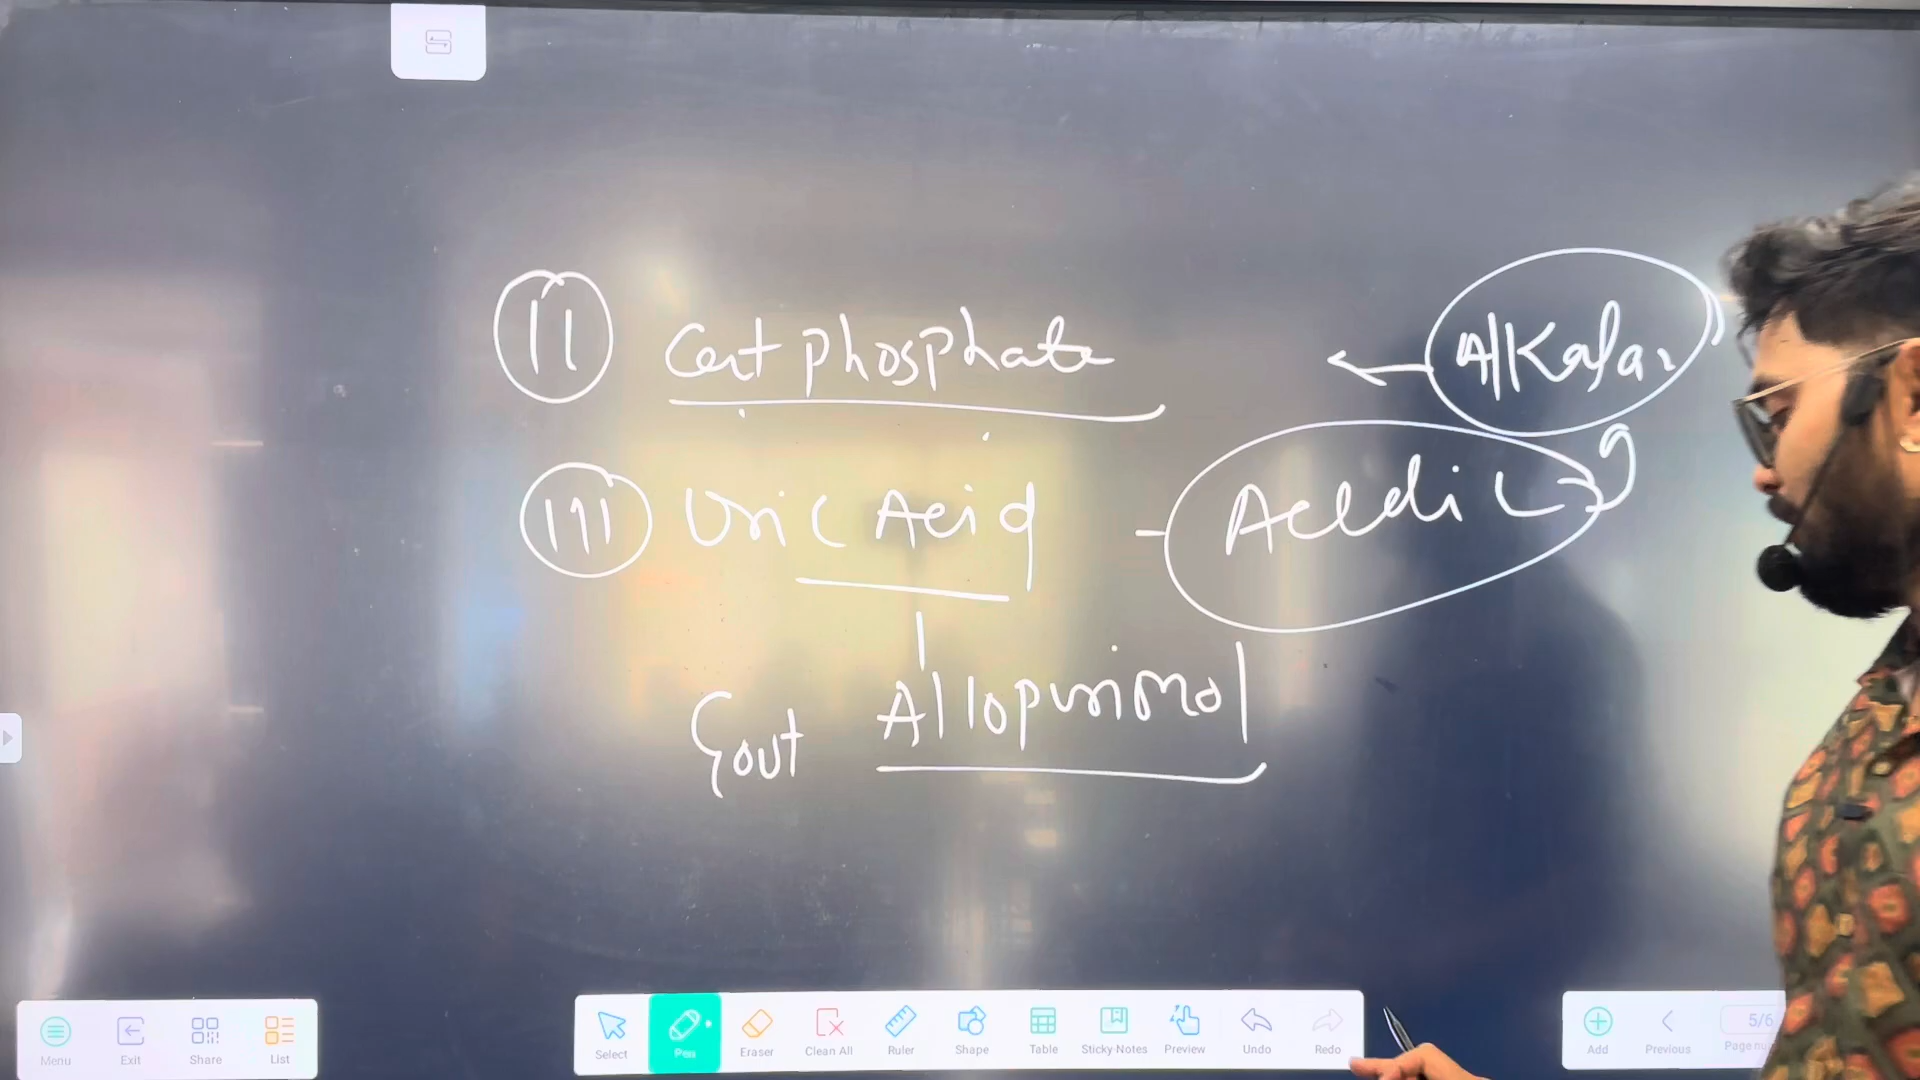 II Cal phosphate
Alkalai
III Uric Acid - Acidic
Gout Allopurinol
Menu Exit Share List
Select Pen Eraser Clean All Ruler Shape Table Sticky Notes Preview Undo Redo
Add Previous 5/6